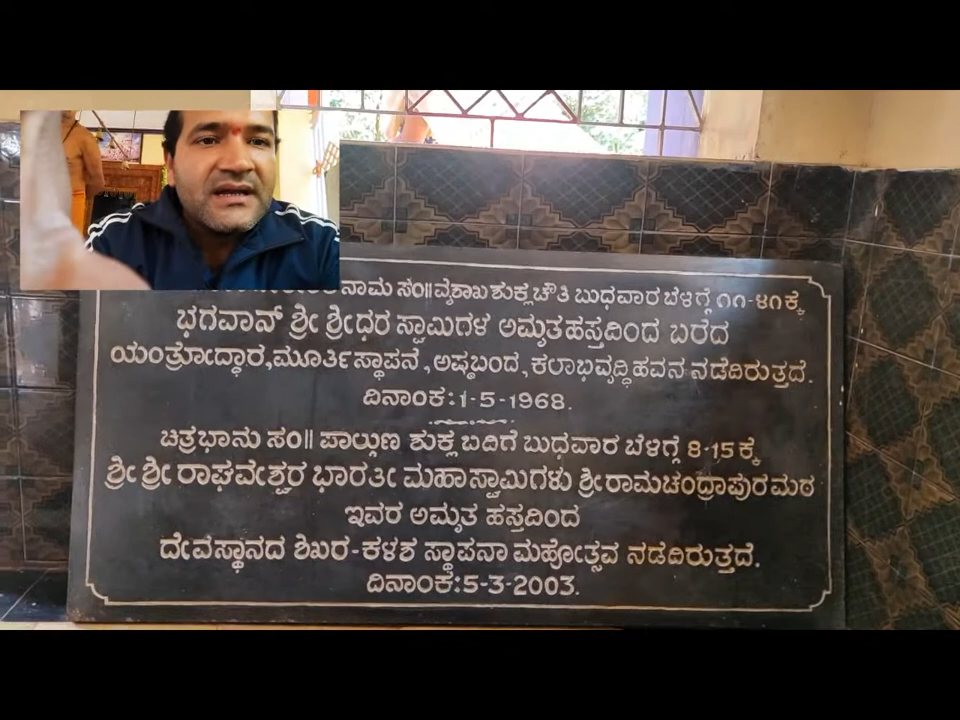 ನಾಮ ಸಂ॥ ವೈಶಾಖ ಶುಕ್ಲ ಚೌತಿ ಬುಧವಾರ ಬೆಳಿಗ್ಗೆ ೧೧-೪೧ಕ್ಕೆ
ಭಗವಾನ್ ಶ್ರೀ ಶ್ರೀಧರ ಸ್ವಾಮಿಗಳ ಅಮೃತಹಸ್ತದಿಂದ ಬರೆದ
ಯಂತ್ರೋದ್ಧಾರ,ಮೂರ್ತಿ ಸ್ಥಾಪನೆ,ಅಷ್ಠಬಂದ,ಕಲಾಭಿವೃದ್ಧಿ ಹವನ ನಡೆದಿರುತ್ತದೆ.
ದಿನಾಂಕ:1-5-1968.
ಚಿತ್ರಭಾನು ಸಂ॥ ಪಾಲ್ಗುಣ ಶುಕ್ಲ ಬಿದಿಗೆ ಬುಧವಾರ ಬೆಳಿಗ್ಗೆ 8-15ಕ್ಕೆ
ಶ್ರೀ ಶ್ರೀ ರಾಘವೇಶ್ವರ ಭಾರತೀ ಮಹಾಸ್ವಾಮಿಗಳು ಶ್ರೀರಾಮಚಂದ್ರಾಪುರಮಠ
ಇವರ ಅಮೃತ ಹಸ್ತದಿಂದ
ದೇವಸ್ಥಾನದ ಶಿಖರ-ಕಳಶ ಸ್ಥಾಪನಾ ಮಹೋತ್ಸವ ನಡೆದಿರುತ್ತದೆ.
ದಿನಾಂಕ:5-3-2003.